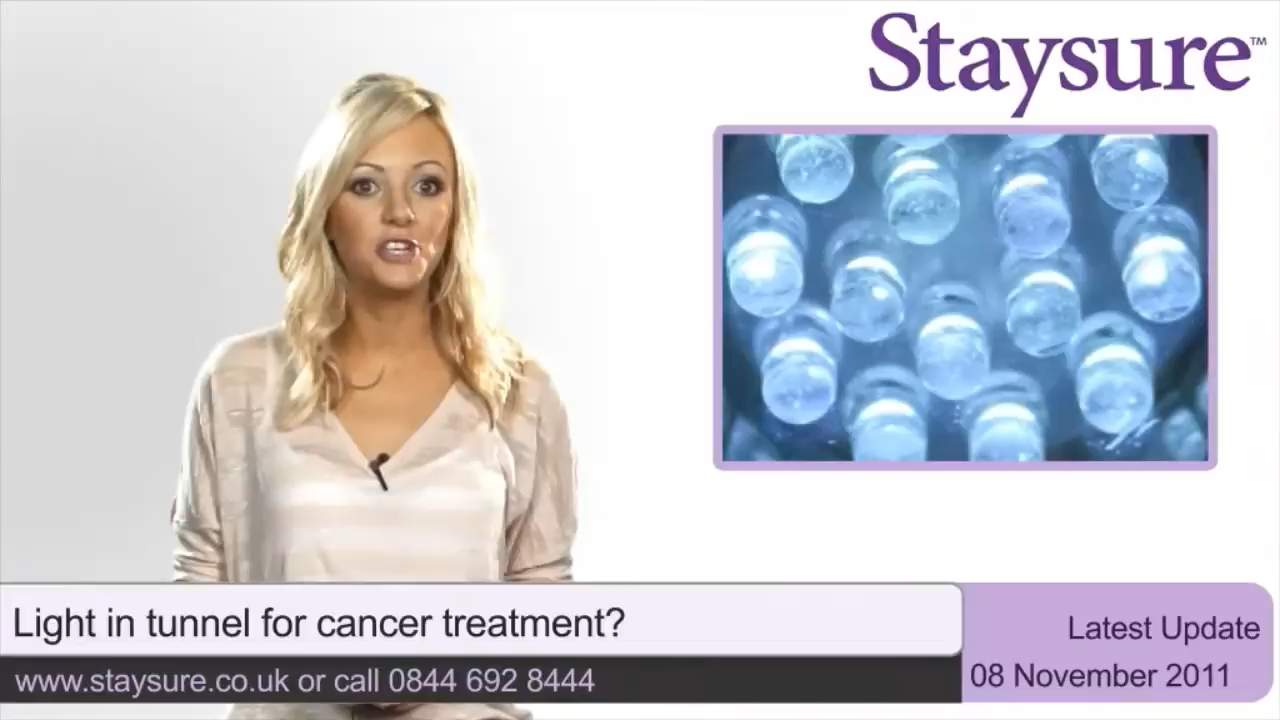 Staysure™
Light in tunnel for cancer treatment?
Latest Update
www.staysure.co.uk or call 0844 692 8444
08 November 2011